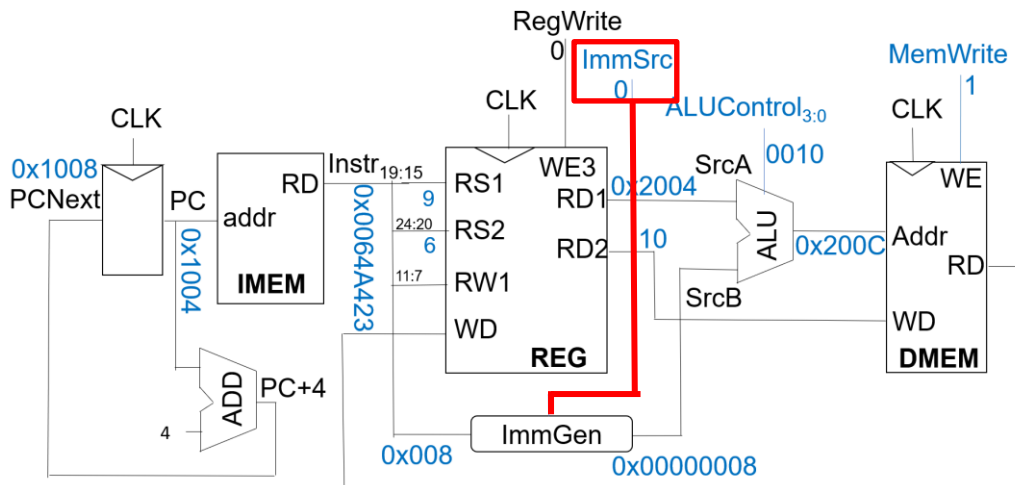 RegWrite
0
ImmSrc
0
MemWrite
1
CLK
CLK
ALUControl3:0
0010
CLK
0x1008
PCNext
PC
0x1004
RD
addr
IMEM
Instr
0x0064A423
19:15
9
24:20
6
11:7
RS1
RS2
RW1
WD
WE3
RD1
RD2
REG
0x2004
10
SrcA
SrcB
ALU
0x200C
WE
Addr
RD
WD
DMEM
ADD
PC+4
4
ImmGen
0x008
0x00000008